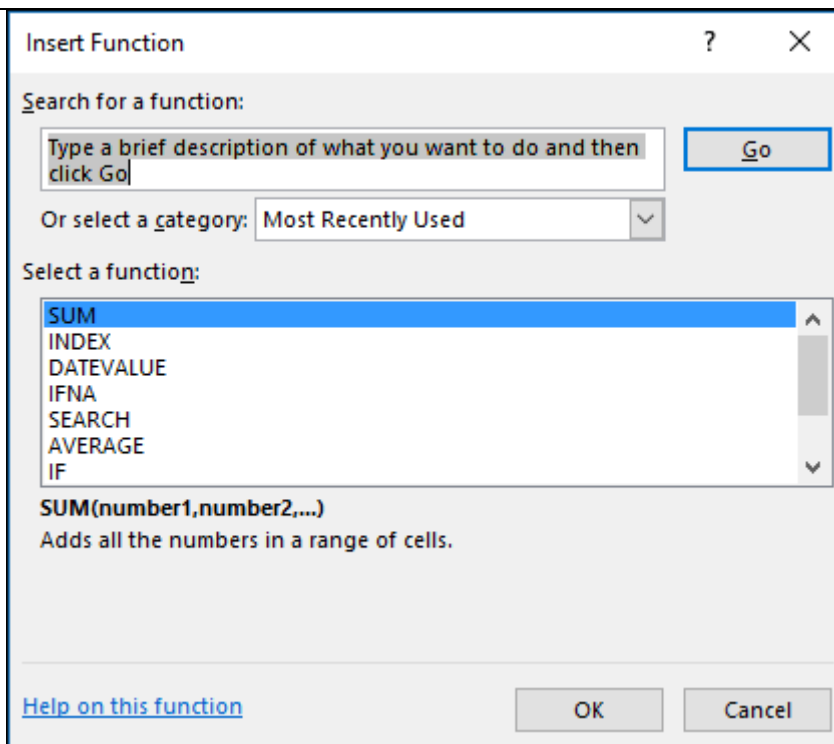 Insert Function
?
Search for a function:
Type a brief description of what you want to do and then
click Go
Go
Or select a category: Most Recently Used
Select a function:
SUM
INDEX
DATEVALUE
IFNA
SEARCH
AVERAGE
IF
SUM(number1,number2,...)
Adds all the numbers in a range of cells.
Help on this function
OK
Cancel